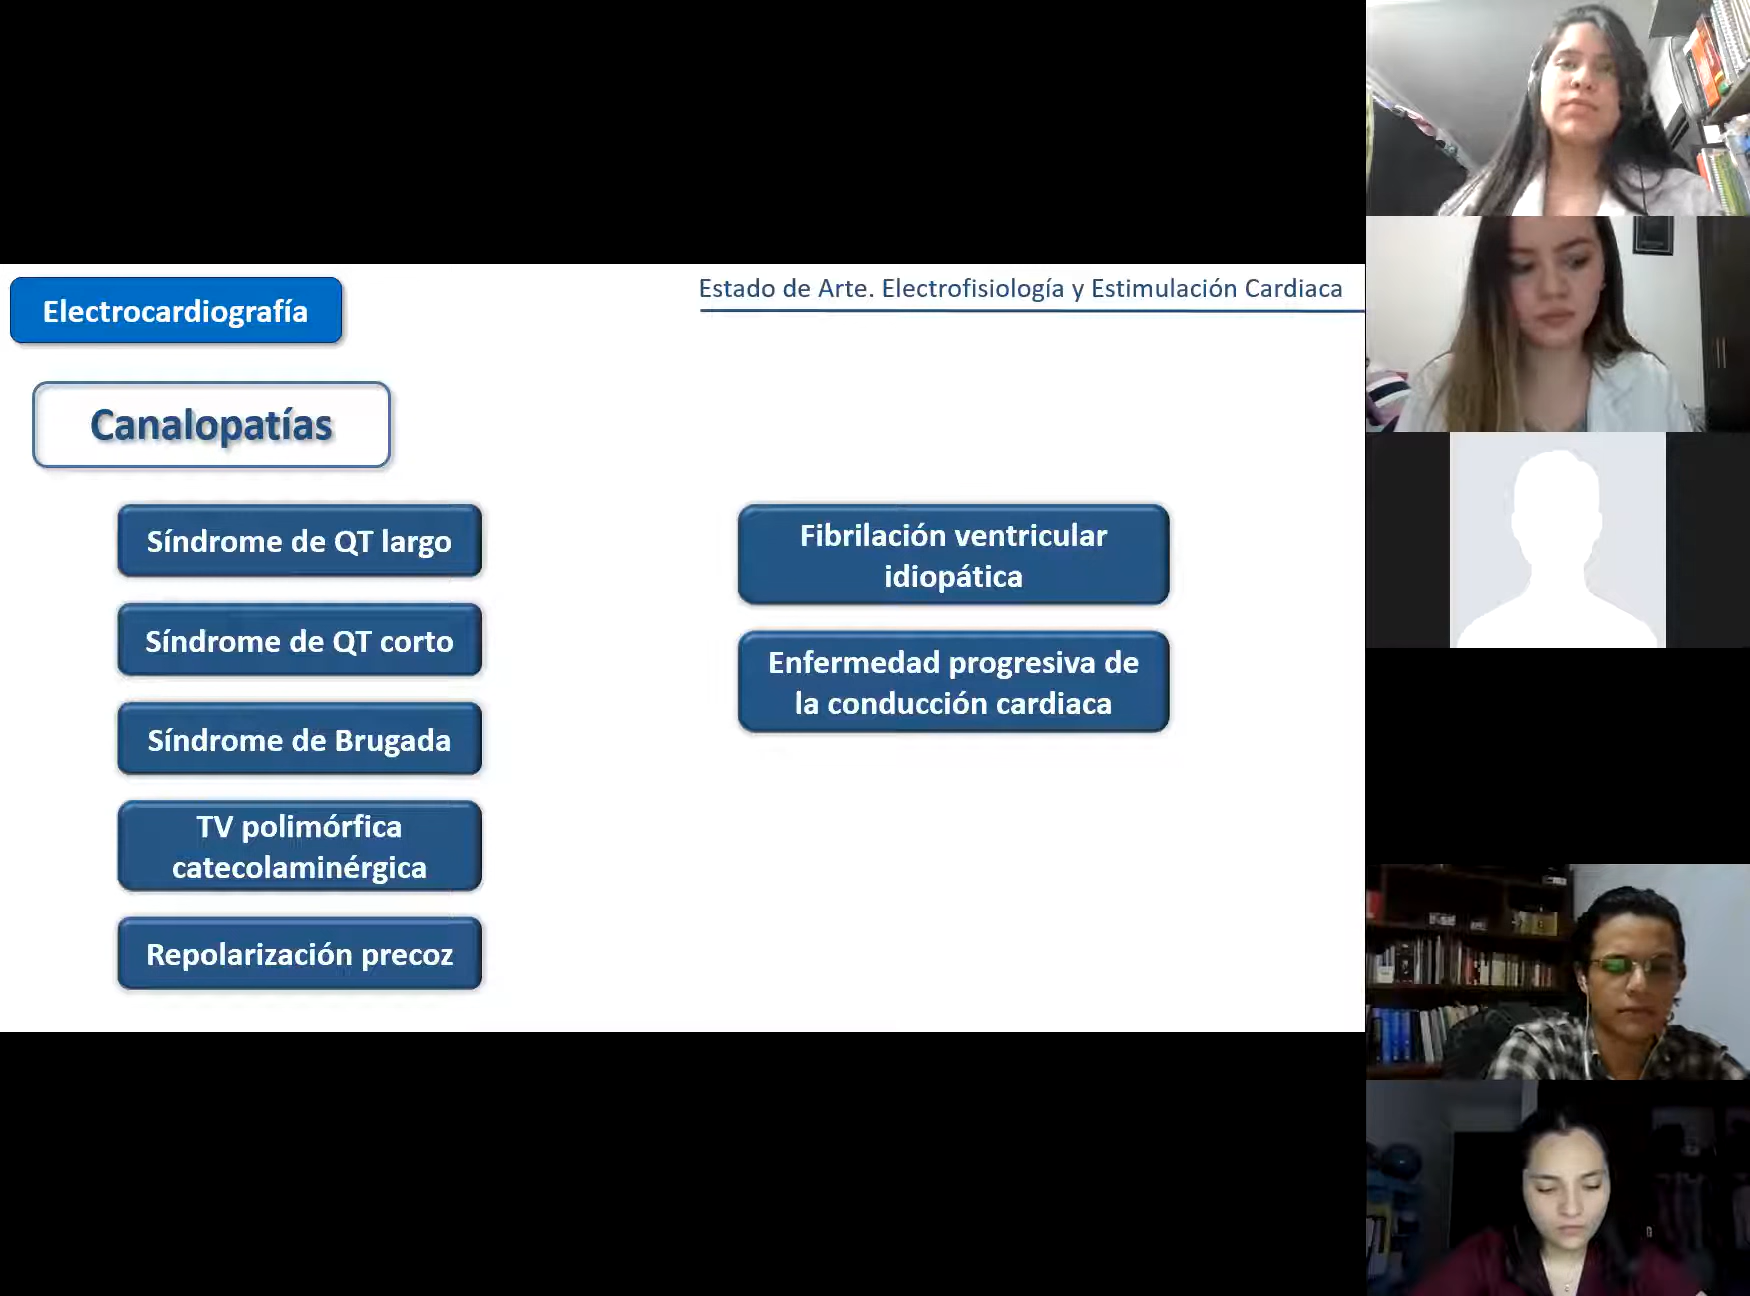 Electrocardiografía
Estado de Arte. Electrofisiología y Estimulación Cardiaca
Canalopatías
Síndrome de QT largo
Síndrome de QT corto
Síndrome de Brugada
TV polimórfica
catecolaminérgica
Repolarización precoz
Fibrilación ventricular
idiopática
Enfermedad progresiva de
la conducción cardiaca